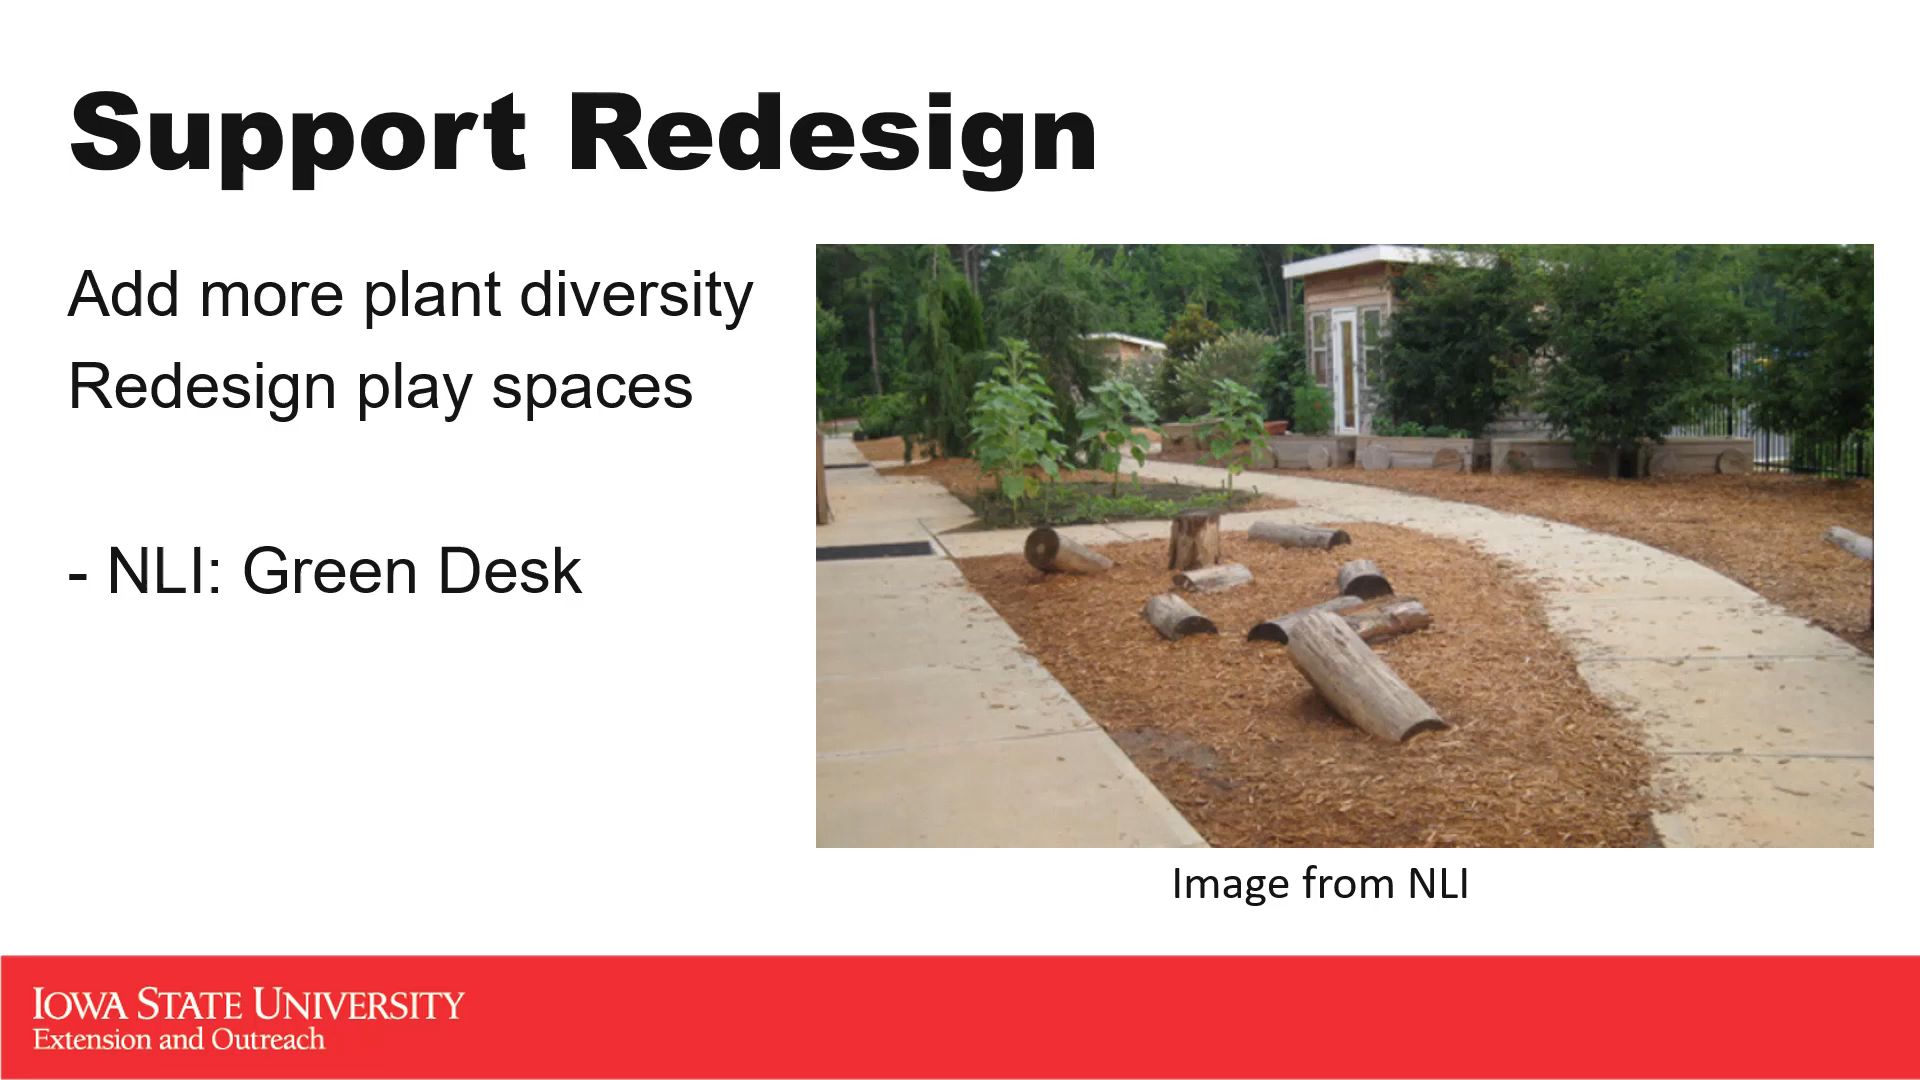 Support Redesign
Add more plant diversity
Redesign play spaces
- NLI: Green Desk
Image from NLI
IOWA STATE UNIVERSITY
Extension and Outreach